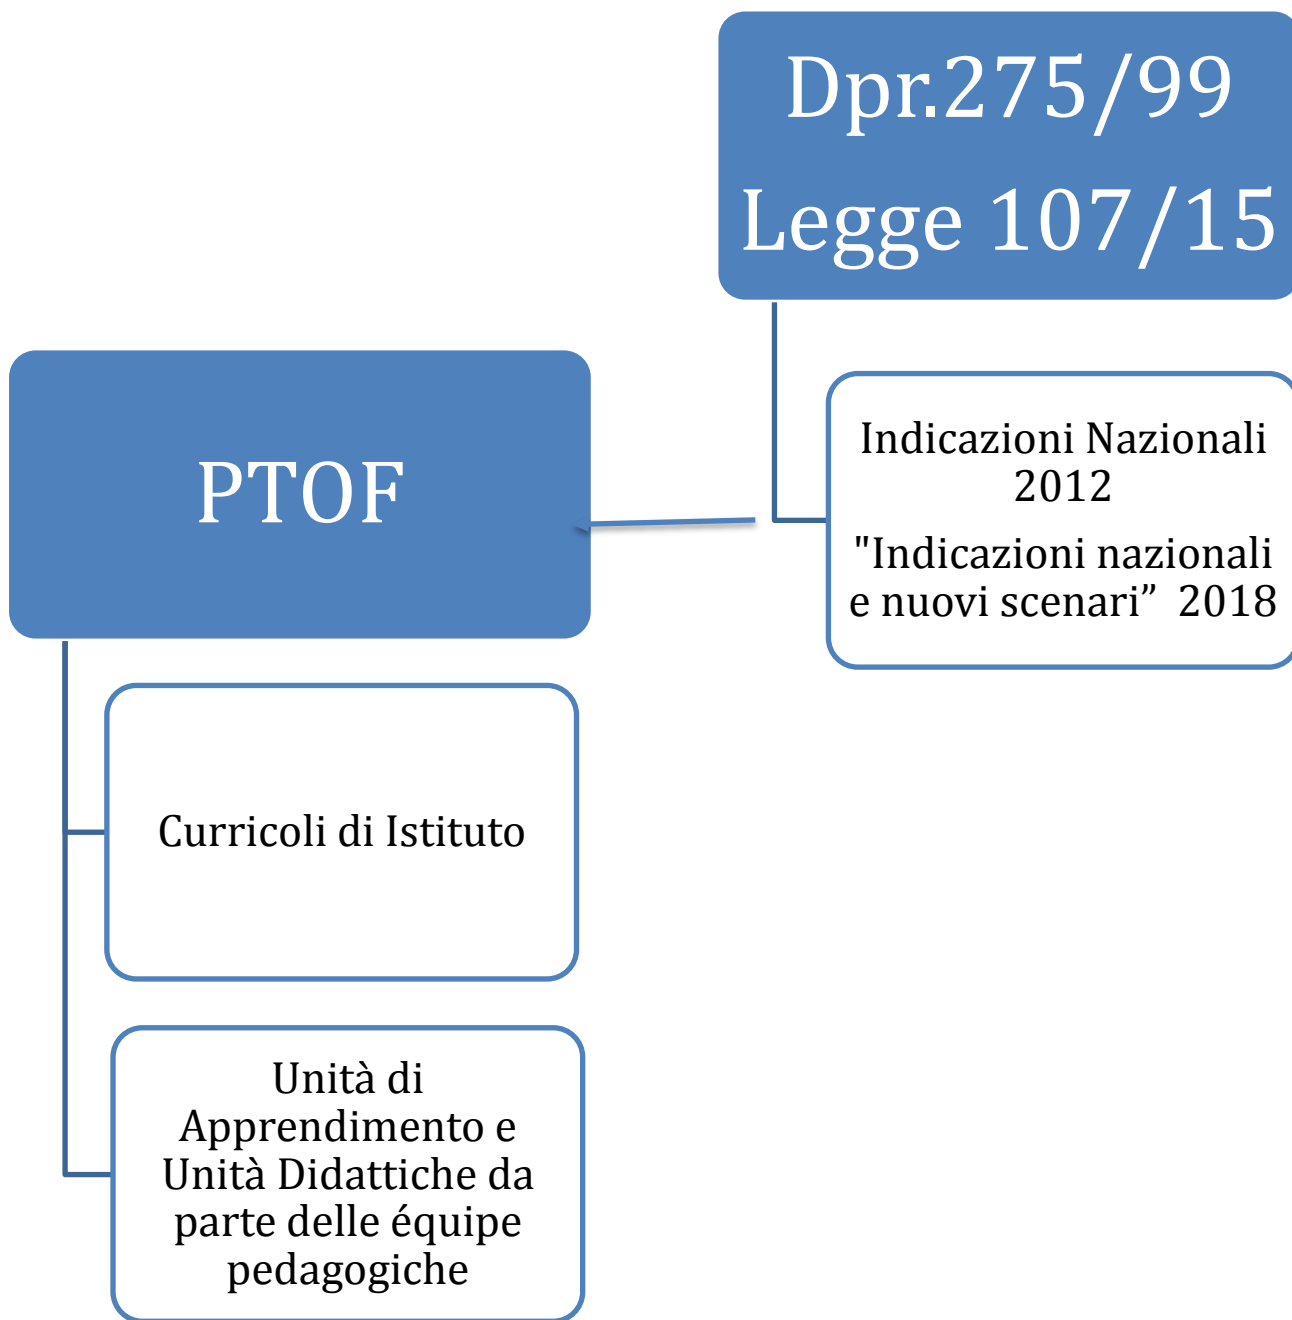 Dpr.275/99
Legge 107/15
Indicazioni Nazionali
2012
"Indicazioni nazionali
e nuovi scenari”  2018
PTOF
Curricoli di Istituto
Unità di
Apprendimento e
Unità Didattiche da
parte delle équipe
pedagogiche